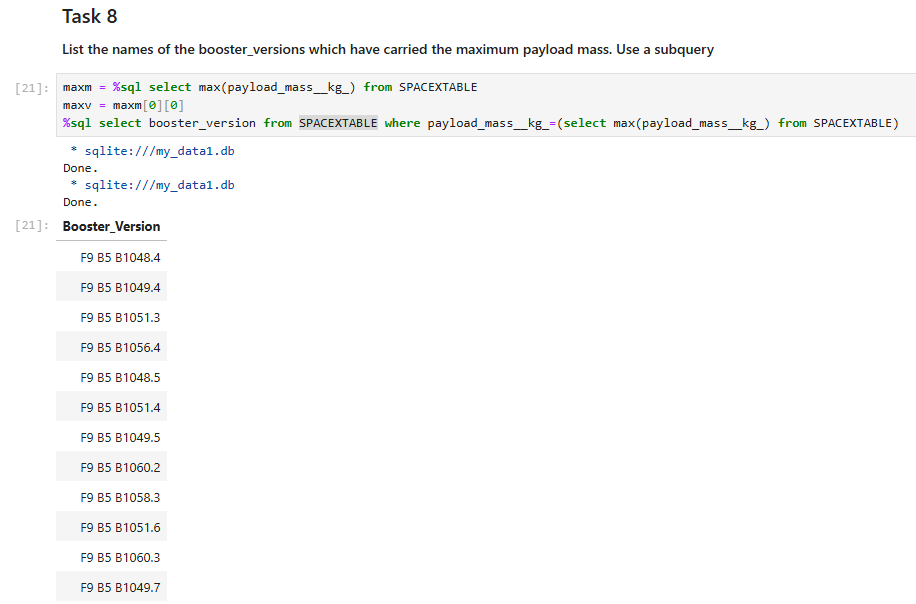 Task 8
List the names of the booster_versions which have carried the maximum payload mass. Use a subquery
[21]: maxm = %sql select max(payload_mass__kg_) from SPACEXTABLE
maxv = maxm[0][0]
%sql select booster_version from SPACEXTABLE where payload_mass__kg_=(select max(payload_mass__kg_) from SPACEXTABLE)
* sqlite:///my_data1.db
Done.
* sqlite:///my_data1.db
Done.
[21]: Booster_Version
F9 B5 B1048.4
F9 B5 B1049.4
F9 B5 B1051.3
F9 B5 B1056.4
F9 B5 B1048.5
F9 B5 B1051.4
F9 B5 B1049.5
F9 B5 B1060.2
F9 B5 B1058.3
F9 B5 B1051.6
F9 B5 B1060.3
F9 B5 B1049.7